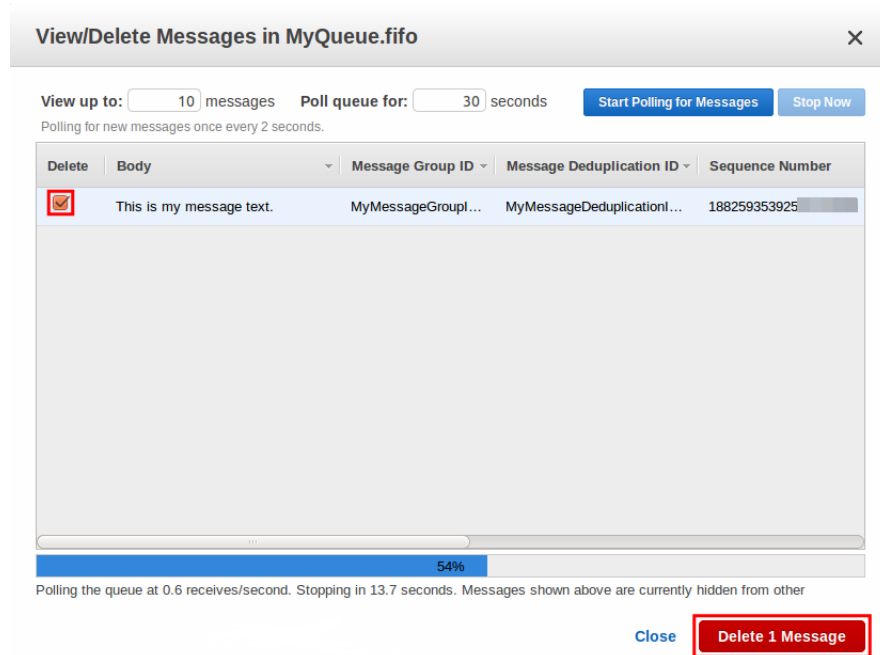 View/Delete Messages in MyQueue.fifo
View up to: 10 messages Poll queue for: 30 seconds Start Polling for Messages Stop Now
Polling for new messages once every 2 seconds.
Delete Body Message Group ID Message Deduplication ID Sequence Number
This is my message text. MyMessageGroupI... MyMessageDeduplicationI...188259353925
54%
Polling the queue at 0.6 receives/second. Stopping in 13.7 seconds. Messages shown above are currently hidden from other
Close Delete 1 Message